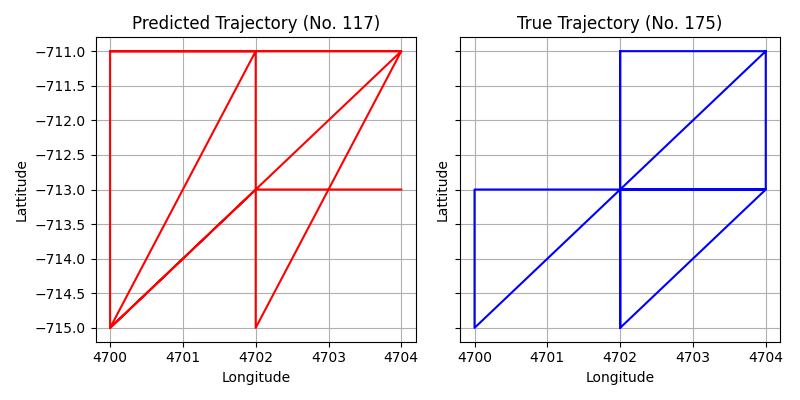 Predicted Trajectory (No. 117)
True Trajectory (No. 175)
−711.0
−711.5
−712.0
−712.5
−713.0
−713.5
−714.0
−714.5
−715.0
Lattitude
Lattitude
4700 4701 4702 4703 4704
4700 4701 4702 4703 4704
Longitude
Longitude